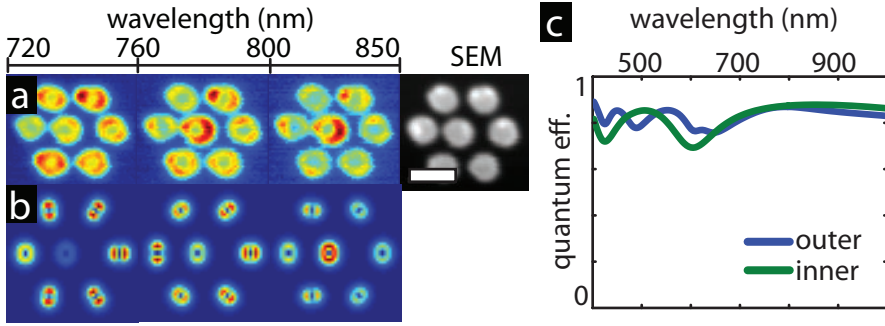 wavelength (nm)
720 760 800 850
SEM
a
b
c
wavelength (nm)
500 700 900
1
quantum eff.
0
outer
inner